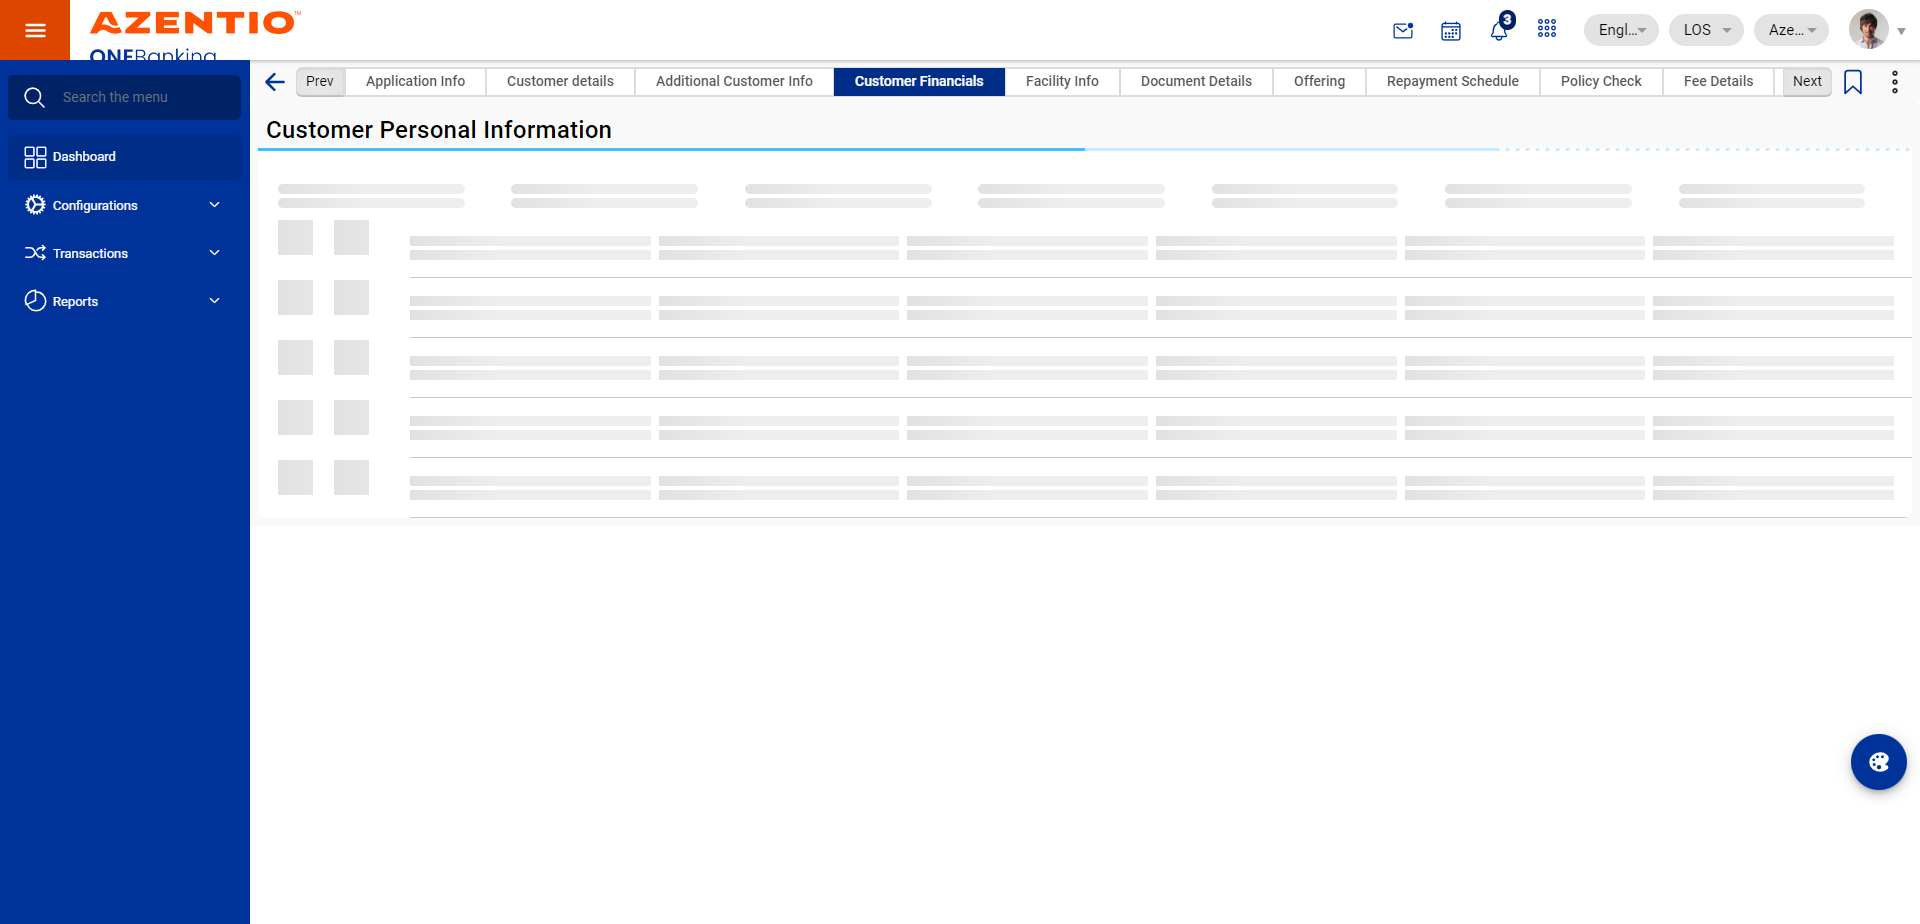 AZENTIO™
ONEBanking
3
Engl...
LOS
Aze...
Search the menu
Dashboard
Configurations
Transactions
Reports
Prev
Application Info
Customer details
Additional Customer Info
Customer Financials
Facility Info
Document Details
Offering
Repayment Schedule
Policy Check
Fee Details
Next
Customer Personal Information